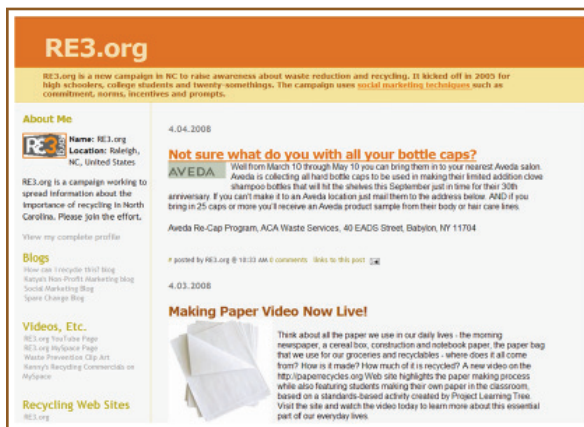 RE3.org
RE3.org is a new campaign in NC to raise awareness about waste reduction and recycling. It kicked off in 2005 for
high schoolers, college students and twenty-somethings. The campaign uses social marketing techniques such as
commitment, norms, incentives and prompts.
About Me
RE3.org
Name: RE3.org
Location: Raleigh,
NC, United States
RE3.org is a campaign working to
spread information about the
importance of recycling in North
Carolina. Please join the effort.
View my complete profile
Blogs
How can I recycle this? blog
Katya's Non-Profit Marketing blog
Social Marketing Blog
Spare Change Blog
Videos, Etc.
RE3.org YouTube Page
RE3.org MySpace Page
Waste Prevention Clip Art
Kenny's Recycling Commercials on
MySpace
Recycling Web Sites
RE3.org
4.04.2008
Not sure what do you with all your bottle caps?
AVEDA
Well from March 10 through May 10 you can bring them in to your nearest Aveda salon.
Aveda is collecting all hard bottle caps to be used in making their limited addition clove
shampoo bottles that will hit the shelves this September just in time for their 30th
anniversary. If you can't make it to an Aveda location just mail them to the address below. AND if you
bring in 25 caps or more you'll receive an Aveda product sample from their body or hair care lines.
Aveda Re-Cap Program, ACA Waste Services, 40 EADS Street, Babylon, NY 11704
# posted by RE3.org @ 10:33 AM 0 comments links to this post
4.03.2008
Making Paper Video Now Live!
Think about all the paper we use in our daily lives - the morning
newspaper, a cereal box, construction and notebook paper, the paper bag
that we use for our groceries and recyclables - where does it all come
from? How is it made? How much of it is recycled? A new video on the
http://paperrecycles.org Web site highlights the paper making process
while also featuring students making their own paper in the classroom,
based on a standards-based activity created by Project Learning Tree.
Visit the site and watch the video today to learn more about this essential
part of our everyday lives.